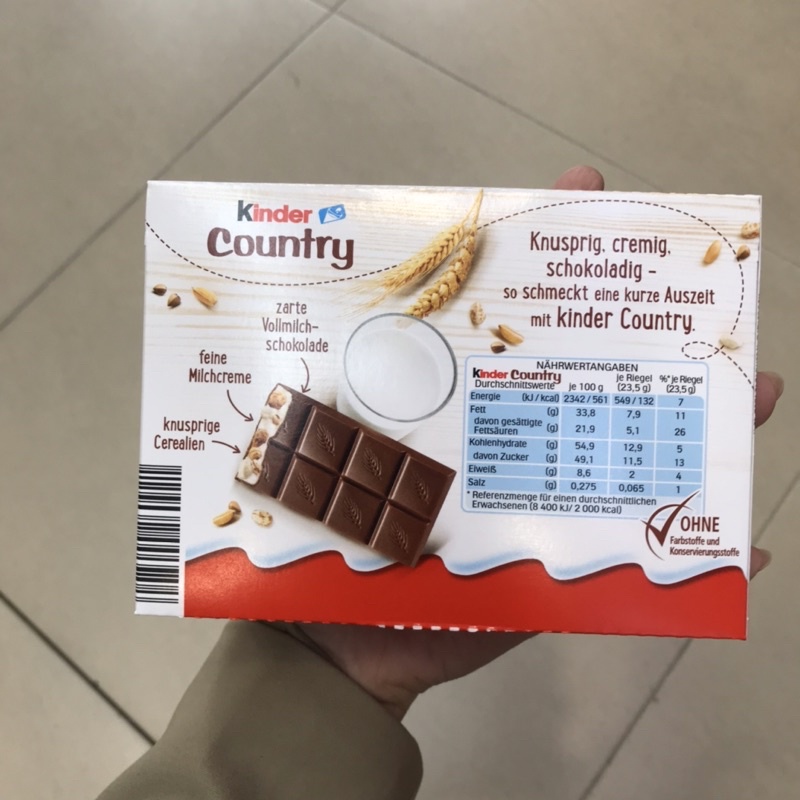 Kinder
Country
Knusprig, cremig,
schokoladig –
so schmeckt eine kurze Auszeit
mit kinder Country.
zarte
Vollmilch-
schokolade
feine
Milchcreme
knusprige
Cerealien
NÄHRWERTANGABEN
Kinder Country
Durchschnittswerte je 100 g je Riegel (23,5 g) %* je Riegel (23,5 g)
Energie (kJ / kcal) 2342 / 561 549 / 132 7
Fett (g) 33,8 7,9 11
davon gesättigte
Fettsäuren (g) 21,9 5,1 26
Kohlenhydrate (g) 54,9 12,9 5
davon Zucker (g) 49,1 11,5 13
Eiweiß (g) 8,6 2 4
Salz (g) 0,275 0,065 1
* Referenzmenge für einen durchschnittlichen
Erwachsenen (8 400 kJ/ 2 000 kcal)
OHNE
Farbstoffe und
Konservierungsstoffe